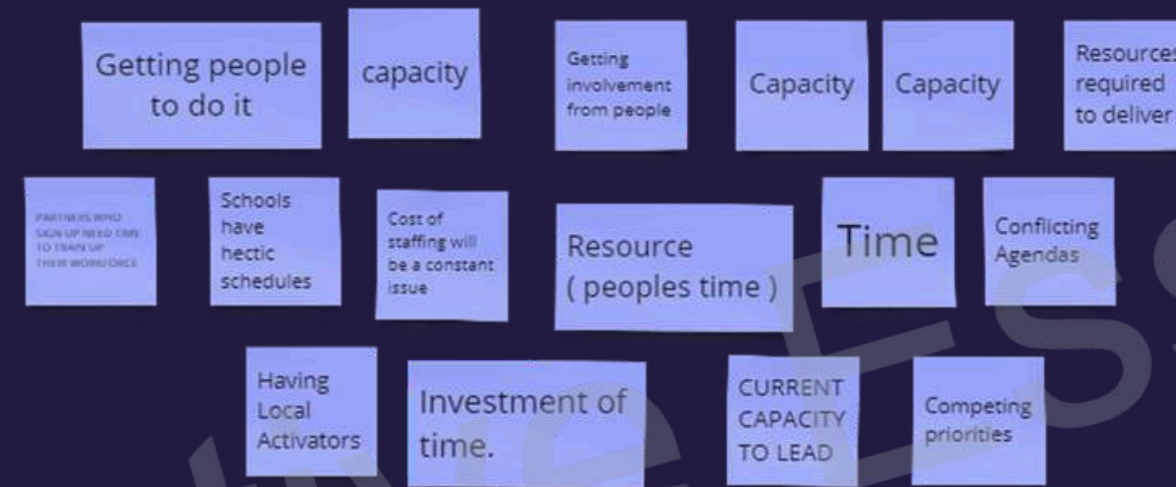 Getting people
to do it
capacity
Getting
involvement
from people
Capacity
Capacity
Resources
required
to deliver
PARTNERS WHO
SIGN UP NEED TIME
TO TRAIN UP
THEIR WORKFORCE
Schools
have
hectic
schedules
Cost of
staffing will
be a constant
issue
Resource
( peoples time )
Time
Conflicting
Agendas
Having
Local
Activators
Investment of
time.
CURRENT
CAPACITY
TO LEAD
Competing
priorities